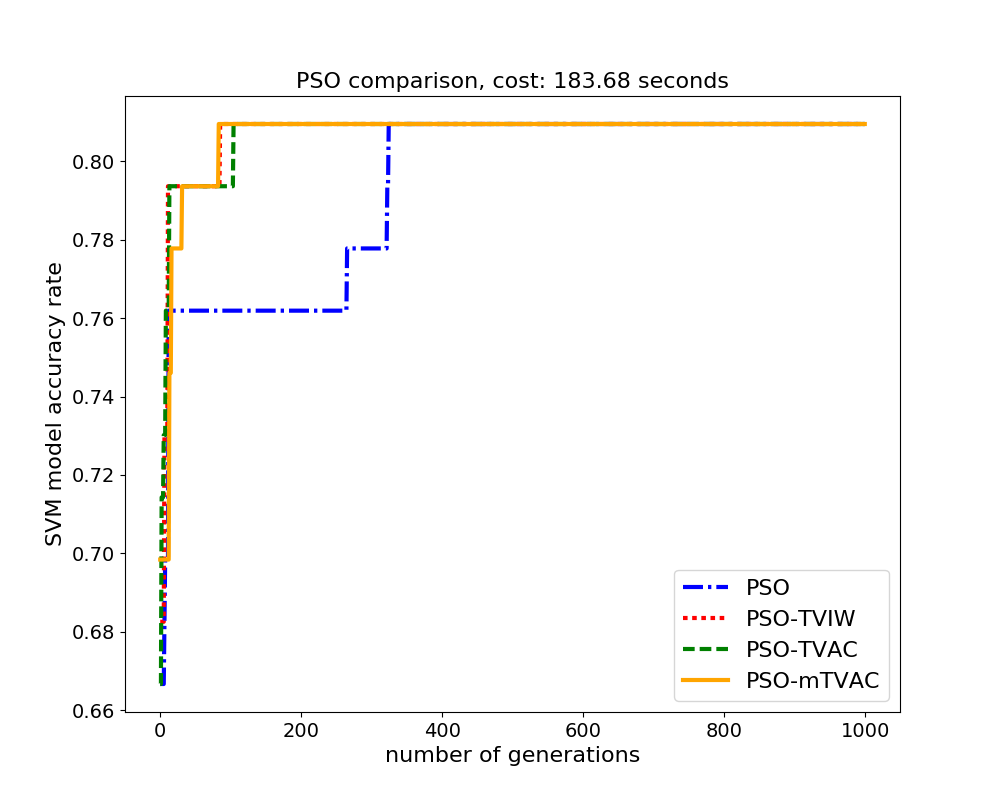 PSO comparison, cost: 183.68 seconds
SVM model accuracy rate
0.80
0.78
0.76
0.74
0.72
0.70
0.68
0.66
PSO
PSO-TVIW
PSO-TVAC
PSO-mTVAC
0 200 400 600 800 1000
number of generations